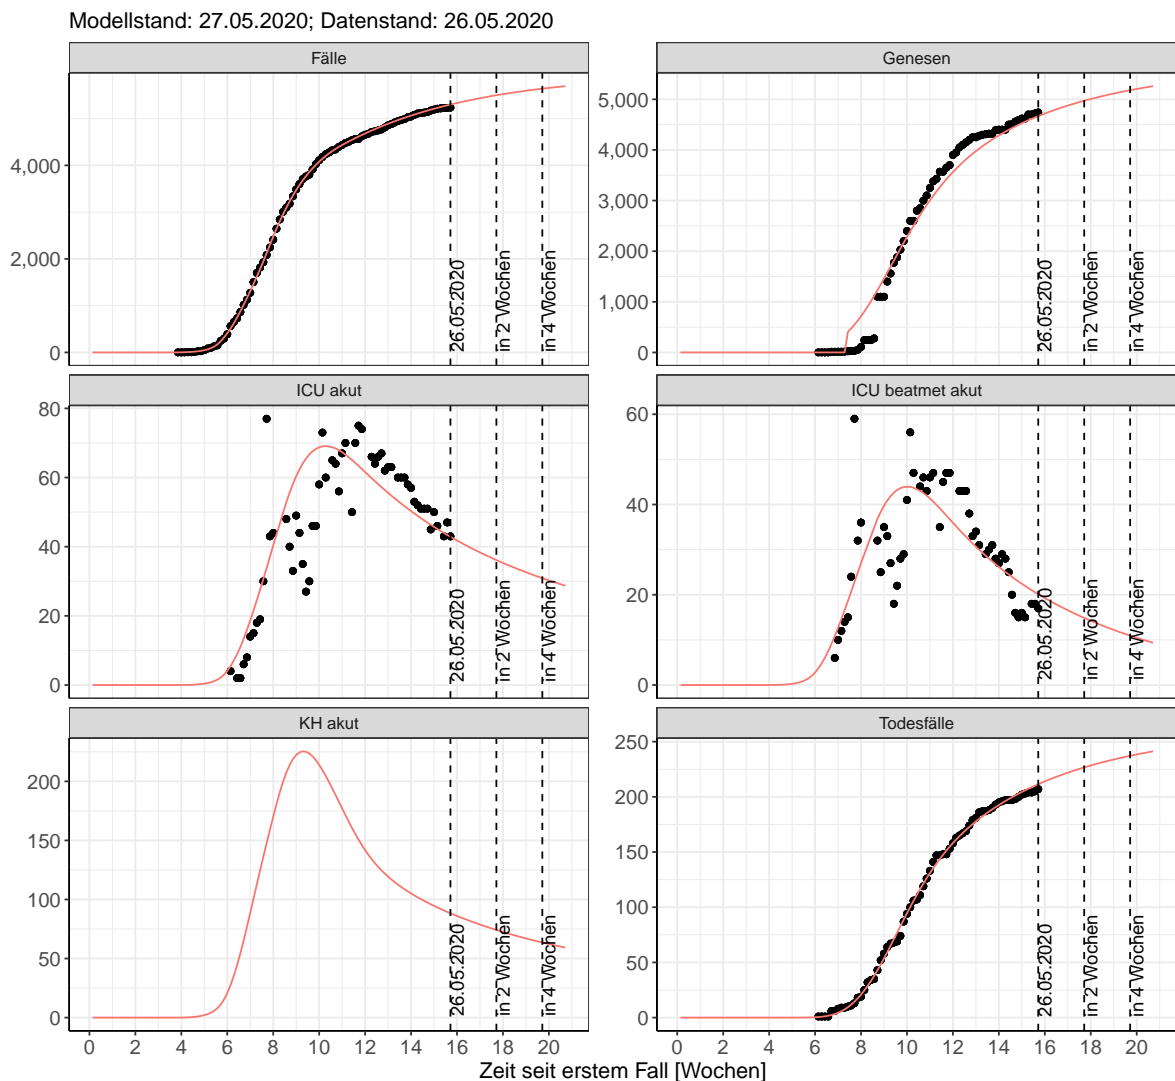 Modellstand: 27.05.2020; Datenstand: 26.05.2020
Fälle
Genesen
4,000
2,000
0
26.05.2020
in 2 Wochen
in 4 Wochen
5,000
4,000
3,000
2,000
1,000
0
26.05.2020
in 2 Wochen
in 4 Wochen
ICU akut
ICU beatmet akut
80
60
40
20
0
26.05.2020
in 2 Wochen
in 4 Wochen
60
40
20
0
26.05.2020
in 2 Wochen
in 4 Wochen
KH akut
Todesfälle
200
150
100
50
0
26.05.2020
in 2 Wochen
in 4 Wochen
250
200
150
100
50
0
26.05.2020
in 2 Wochen
in 4 Wochen
0 2 4 6 8 10 12 14 16 18 20
0 2 4 6 8 10 12 14 16 18 20
Zeit seit erstem Fall [Wochen]